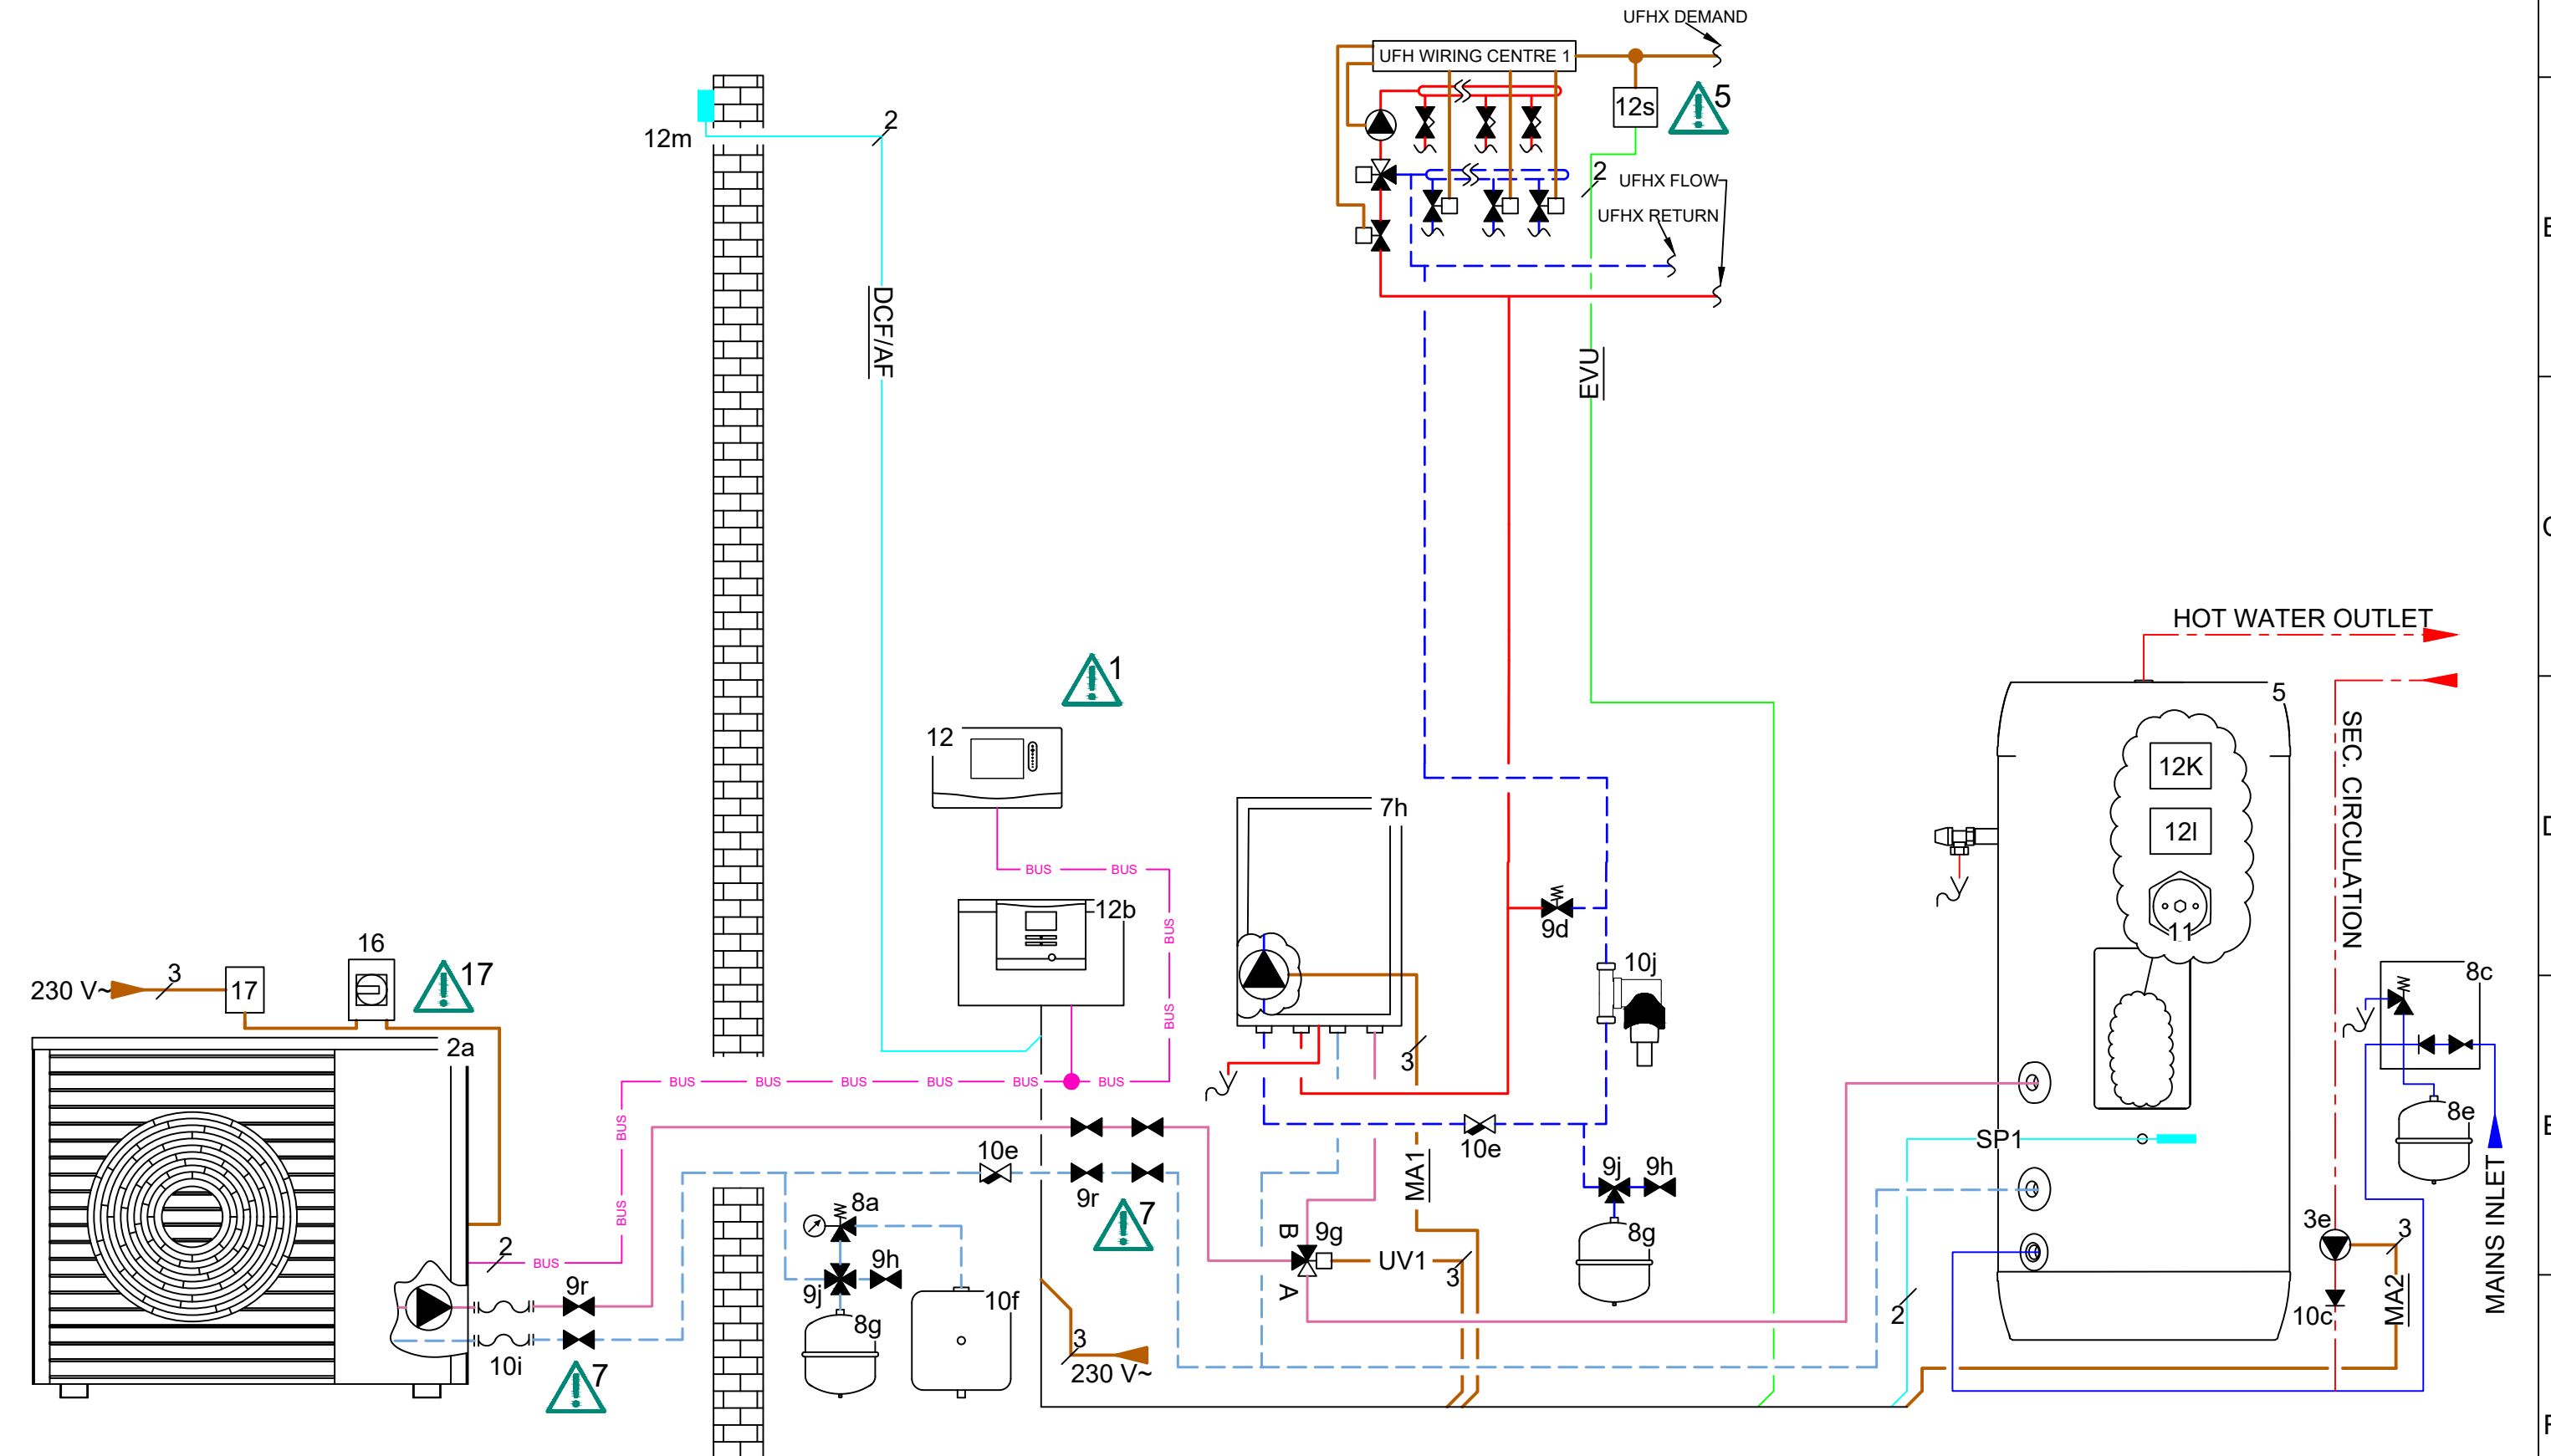 UFHX DEMAND
UFH WIRING CENTRE 1
12s
5
2
12m
2
UFHX FLOW
UFHX RETURN
DCF/AF
EVU
HOT WATER OUTLET
1
5
SEC. CIRCULATION
12
12K
7h
12l
12b
BUS
BUS
BUS
BUS
9d
11
16
10j
8c
230 V~
3
17
17
2a
3
BUS
BUS
BUS
BUS
BUS
BUS
BUS
BUS
8e
10e
10e
SP1
MA1
9r
7
8a
9j
9h
MAINS INLET
B
9g
8g
3e
3
2
BUS
9h
UV1
3
9r
9j
A
10f
MA2
8g
2
10c
3
10i
7
230 V~